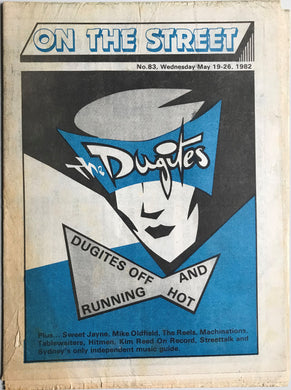 ON THE STREET
No.83, Wednesday May 19-26, 1982
the Dugites
DUGITES OFF AND
RUNNING HOT
Plus... Sweet Jayne, Mike Oldfield, The Reels, Machinations,
Tablewaiters, Hitmen, Kim Reed On Record, Streettalk and
Sydney's only independent music guide.